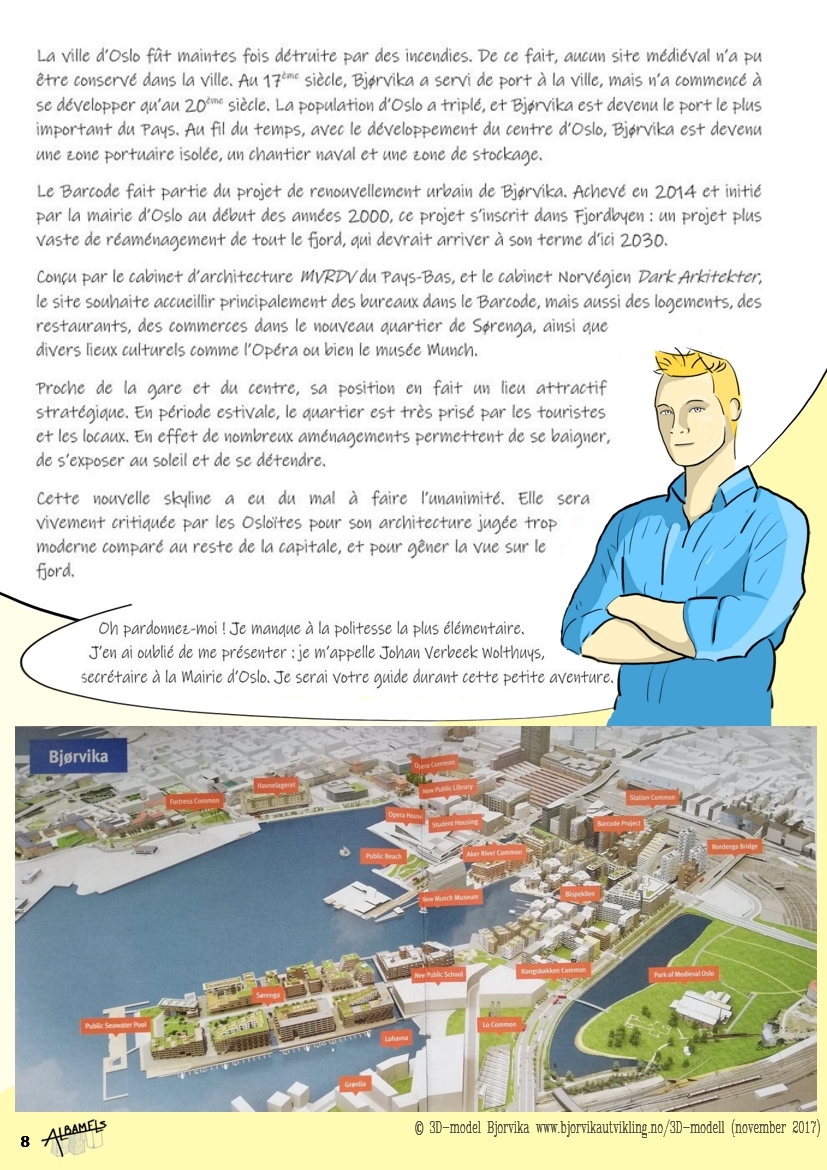 La ville d'Oslo fût maintes fois détruite par des incendies. De ce fait, aucun site médiéval n'a pu
être conservé dans la ville. Au 17ème siècle, Bjørvika a servi de port à la ville, mais n'a commencé à
se développer qu'au 20ème siècle. La population d'Oslo a triplé, et Bjørvika est devenu le port le plus
important du Pays. Au fil du temps, avec le développement du centre d'Oslo, Bjørvika est devenu
une zone portuaire isolée, un chantier naval et une zone de stockage.
Le Barcode fait partie du projet de renouvellement urbain de Bjørvika. Achevé en 2014 et initié
par la mairie d'Oslo au début des années 2000, ce projet s'inscrit dans Fjordbyen : un projet plus
vaste de réaménagement de tout le fjord, qui devrait arriver à son terme d'ici 2030.
Conçu par le cabinet d'architecture MVRDV du Pays-Bas, et le cabinet Norvégien Dark Arkitekter,
le site souhaite accueillir principalement des bureaux dans le Barcode, mais aussi des logements, des
restaurants, des commerces dans le nouveau quartier de Sørenga, ainsi que
divers lieux culturels comme l'Opéra ou bien le musée Munch.
Proche de la gare et du centre, sa position en fait un lieu attractif
stratégique. En période estivale, le quartier est très prisé par les touristes
et les locaux. En effet de nombreux aménagements permettent de se baigner,
de s'exposer au soleil et de se détendre.
Cette nouvelle skyline a eu du mal à faire l'unanimité. Elle sera
vivement critiquée par les Osloïtes pour son architecture jugée trop
moderne comparé au reste de la capitale, et pour gêner la vue sur le
fjord.
Oh pardonnez-moi ! Je manque à la politesse la plus élémentaire.
J'en ai oublié de me présenter : je m'appelle Johan Verbeek Wolthuys,
secrétaire à la Mairie d'Oslo. Je serai votre guide durant cette petite aventure.
Bjørvika
Opera Common
Havnelageret
New Public Library
Fortress Common
Station Common
Opera House
Student Housing
Barcode Project
Nordenga Bridge
Public Beach
Aker River Common
New Munch Museum
Bispekilen
New Public School
Kongsbakken Common
Park of Medieval Oslo
Sørenga
Public Seawater Pool
Lo Common
Lohavna
Grønlia
© 3D-model Bjorvika www.bjorvikautvikling.no/3D-modell (november 2017)
8 ALBAMELS